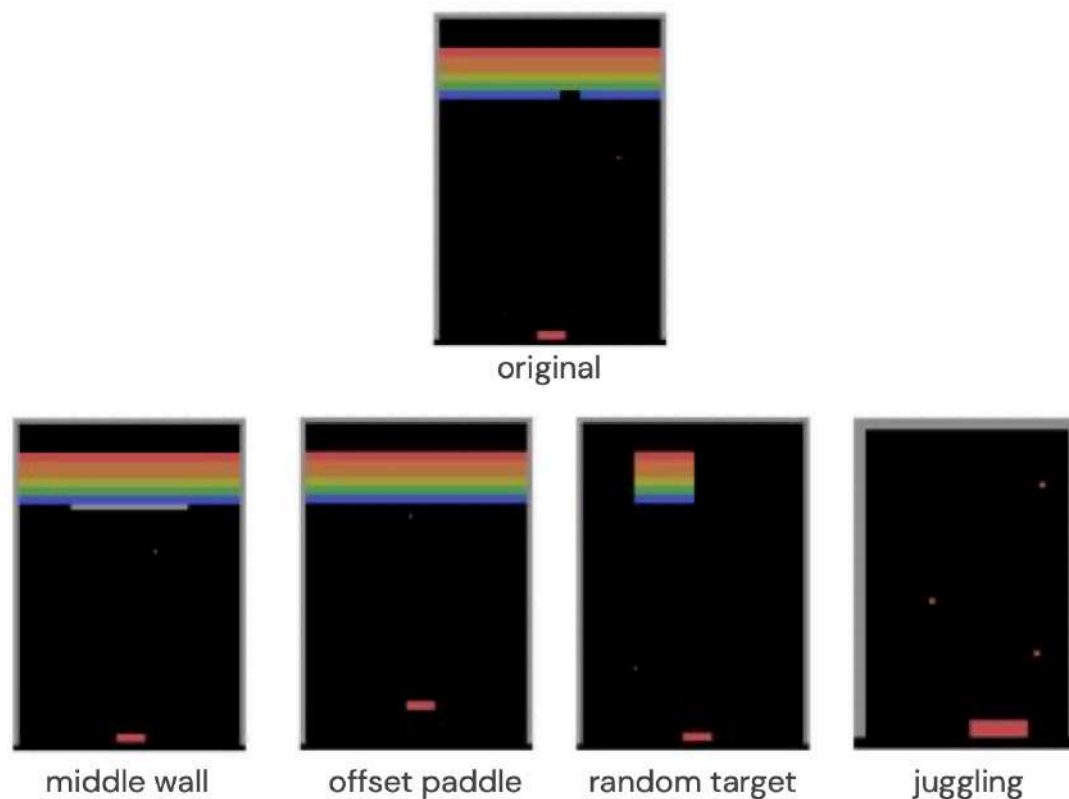 original
middle wall
offset paddle
random target
juggling